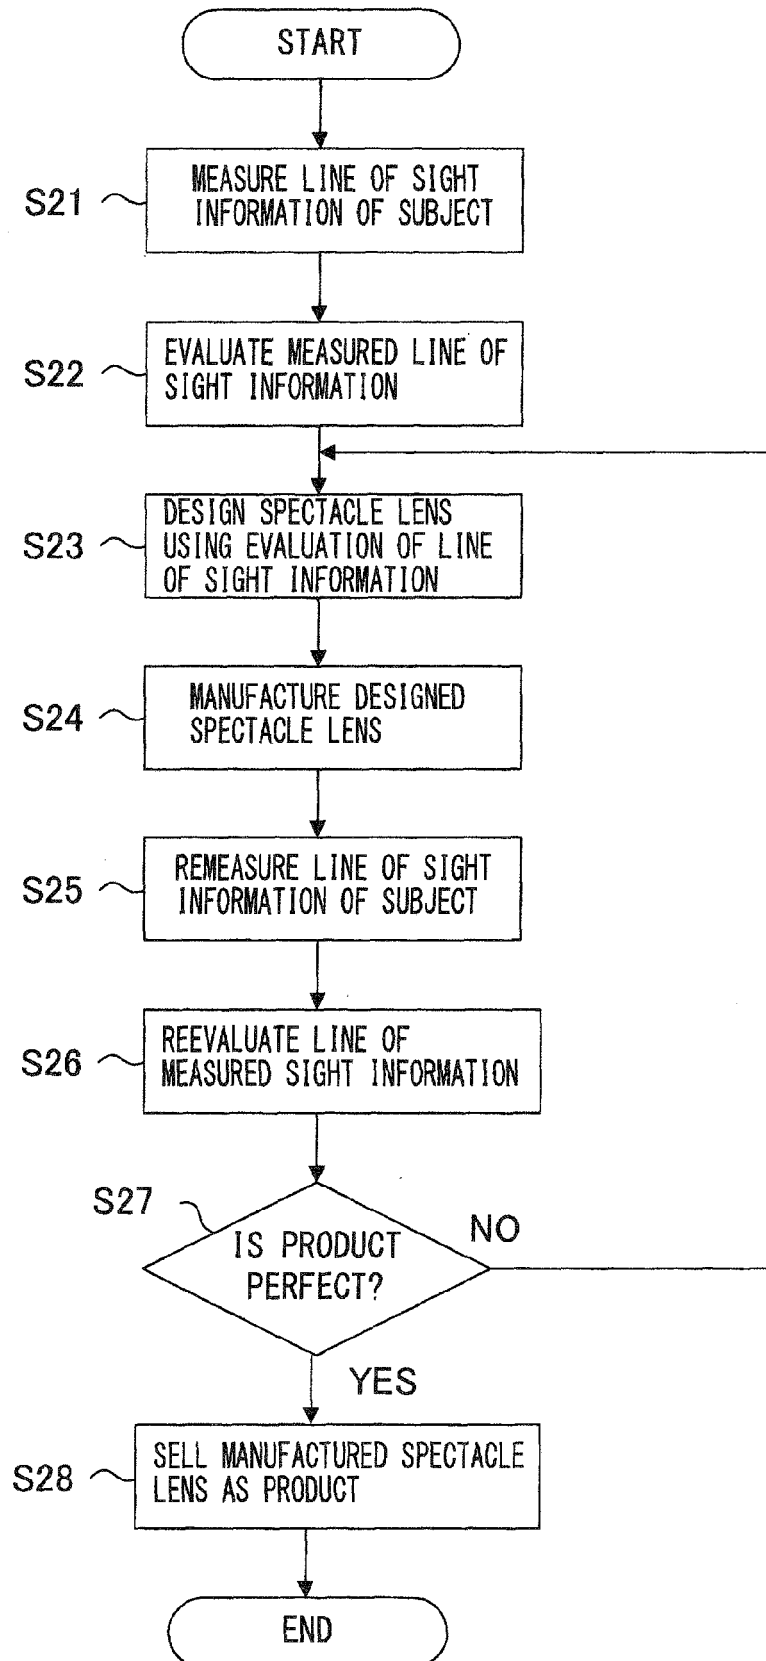 START
S21
MEASURE LINE OF SIGHT
INFORMATION OF SUBJECT
S22
EVALUATE MEASURED LINE OF
SIGHT INFORMATION
S23
DESIGN SPECTACLE LENS
USING EVALUATION OF LINE
OF SIGHT INFORMATION
S24
MANUFACTURE DESIGNED
SPECTACLE LENS
S25
REMEASURE LINE OF SIGHT
INFORMATION OF SUBJECT
S26
REEVALUATE LINE OF
MEASURED SIGHT INFORMATION
S27
IS PRODUCT
PERFECT?
NO
YES
S28
SELL MANUFACTURED SPECTACLE
LENS AS PRODUCT
END